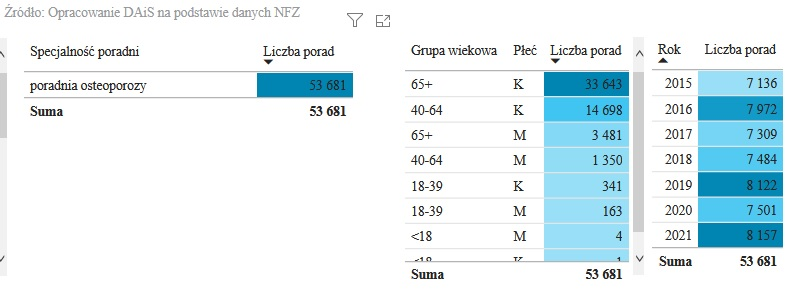 Źródło: Opracowanie DAiS na podstawie danych NFZ
Specjalność poradni Liczba porad
poradnia osteoporozy 53 681
Suma 53 681
Grupa wiekowa Płeć Liczba porad
65+ K 33 643
40-64 K 14 698
65+ M 3 481
40-64 M 1 350
18-39 K 341
18-39 M 163
<18 M 4
<18 K 1
Suma 53 681
Rok Liczba porad
2015 7 136
2016 7 972
2017 7 309
2018 7 484
2019 8 122
2020 7 501
2021 8 157
Suma 53 681